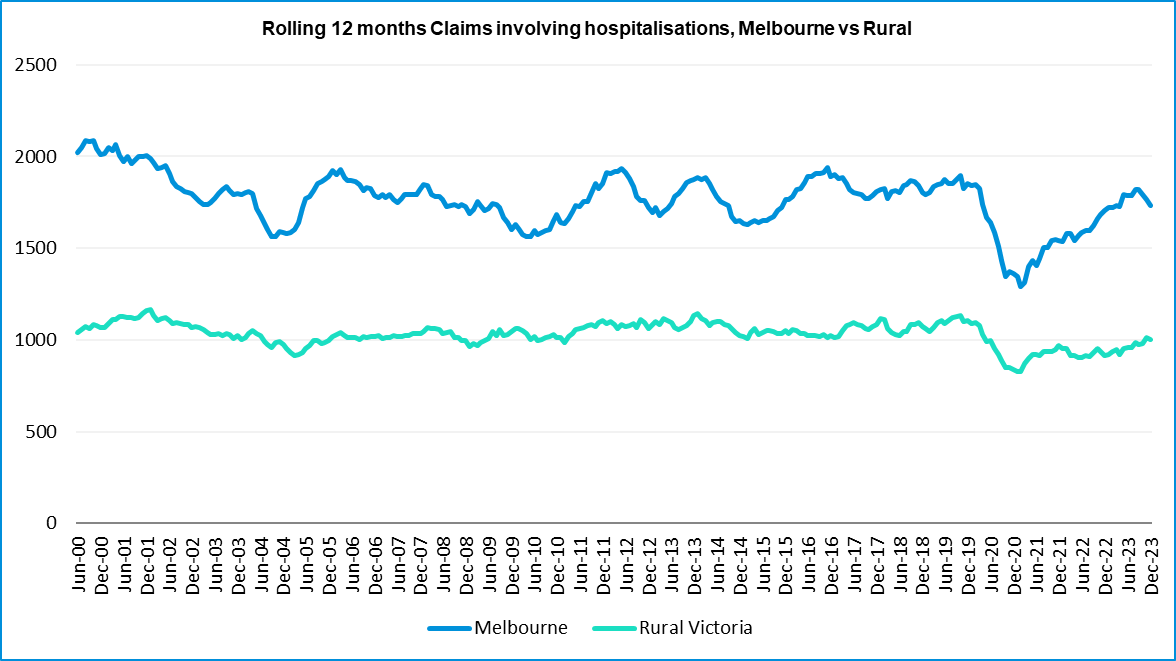 Rolling 12 months Claims involving hospitalisations, Melbourne vs Rural
2500
2000
1500
1000
500
0
Jun-00
Dec-00
Jun-01
Dec-01
Jun-02
Dec-02
Jun-03
Dec-03
Jun-04
Dec-04
Jun-05
Dec-05
Jun-06
Dec-06
Jun-07
Dec-07
Jun-08
Dec-08
Jun-09
Dec-09
Jun-10
Dec-10
Jun-11
Dec-11
Jun-12
Dec-12
Jun-13
Dec-13
Jun-14
Dec-14
Jun-15
Dec-15
Jun-16
Dec-16
Jun-17
Dec-17
Jun-18
Dec-18
Jun-19
Dec-19
Jun-20
Dec-20
Jun-21
Dec-21
Jun-22
Dec-22
Jun-23
Dec-23
Melbourne
Rural Victoria